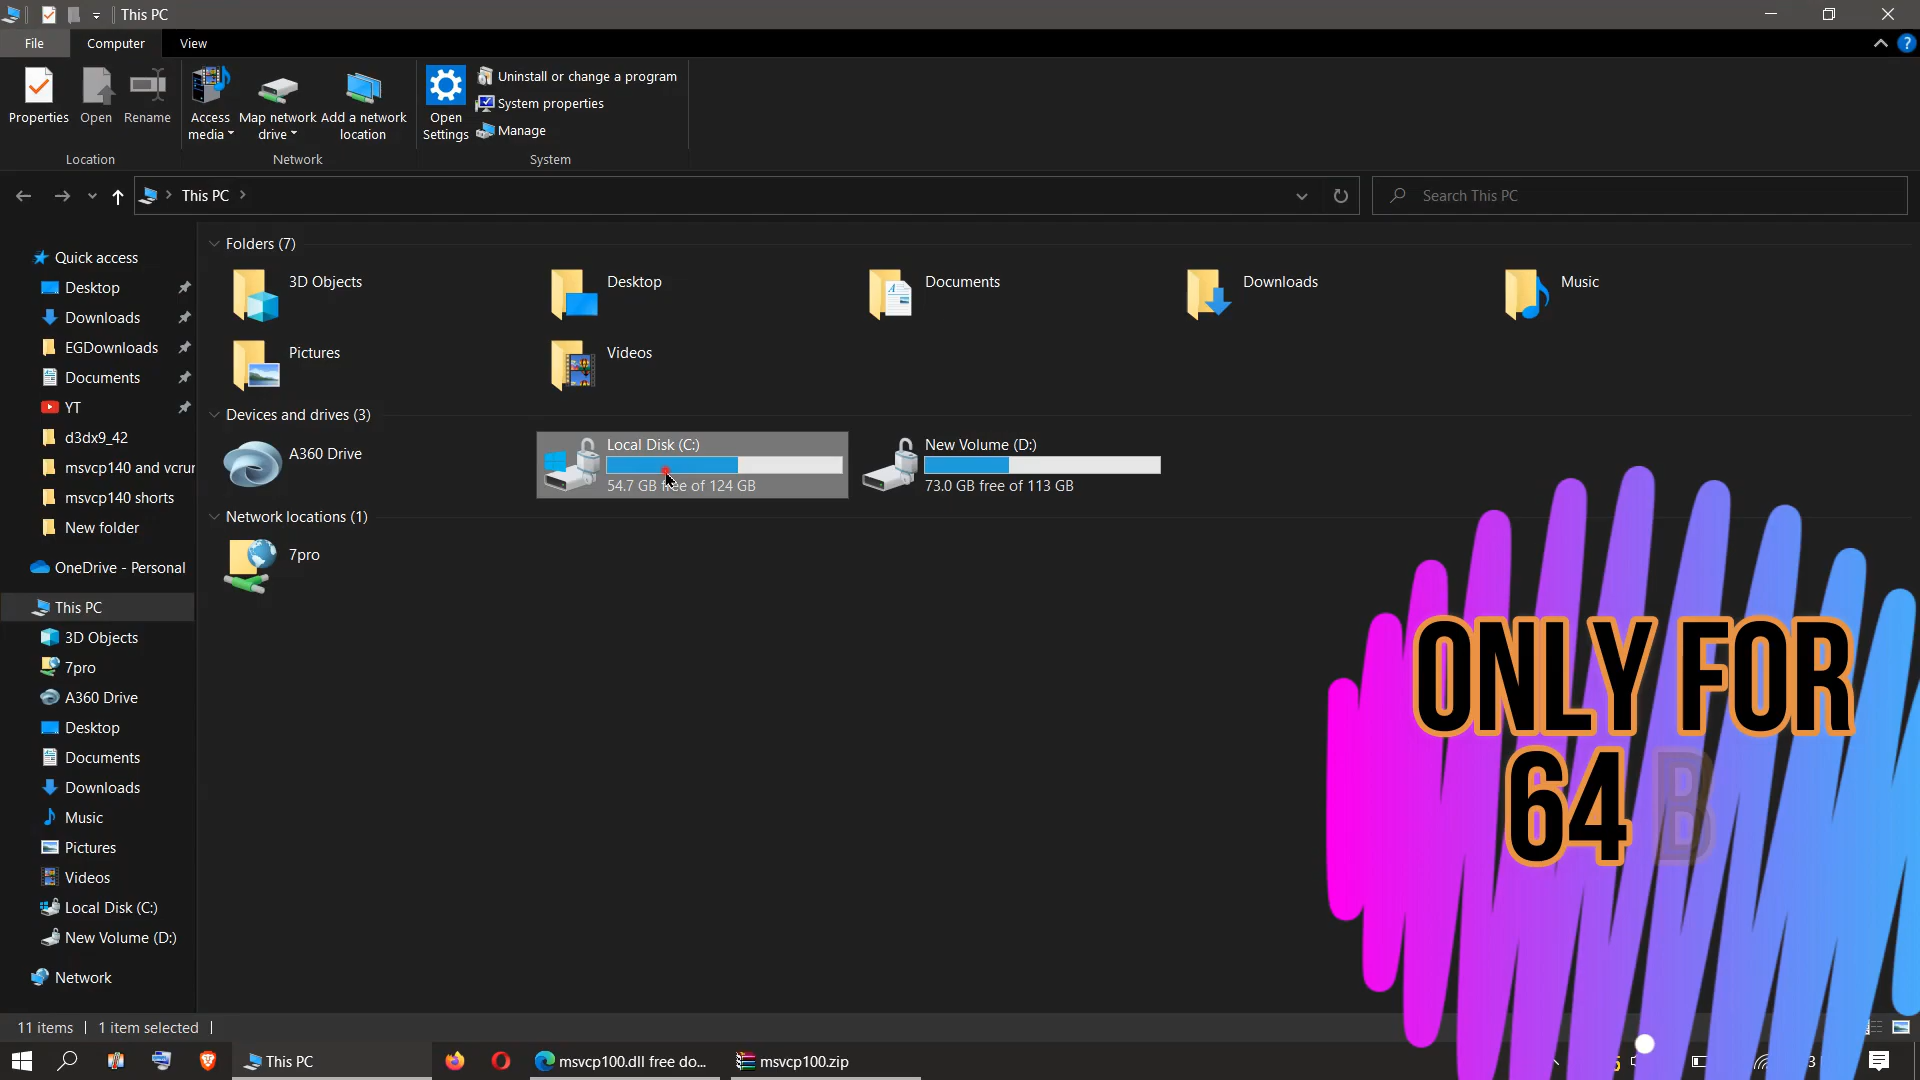 This PC
File
Computer
View
Properties
Open
Rename
Access media
Map network drive
Add a network location
Open Settings
Uninstall or change a program
System properties
Manage
Location
Network
System
This PC
Search This PC
Quick access
Desktop
Downloads
EGDownloads
Documents
YT
d3dx9_42
msvcp140 and vcrun
msvcp140 shorts
New folder
OneDrive - Personal
This PC
3D Objects
7pro
A360 Drive
Desktop
Documents
Downloads
Music
Pictures
Videos
Local Disk (C:)
New Volume (D:)
Network
Folders (7)
3D Objects
Desktop
Documents
Downloads
Music
Pictures
Videos
Devices and drives (3)
A360 Drive
Local Disk (C:)
54.7 GB free of 124 GB
New Volume (D:)
73.0 GB free of 113 GB
Network locations (1)
7pro
ONLY FOR
64 B
11 items
1 item selected
This PC
msvcp100.dll free do...
msvcp100.zip